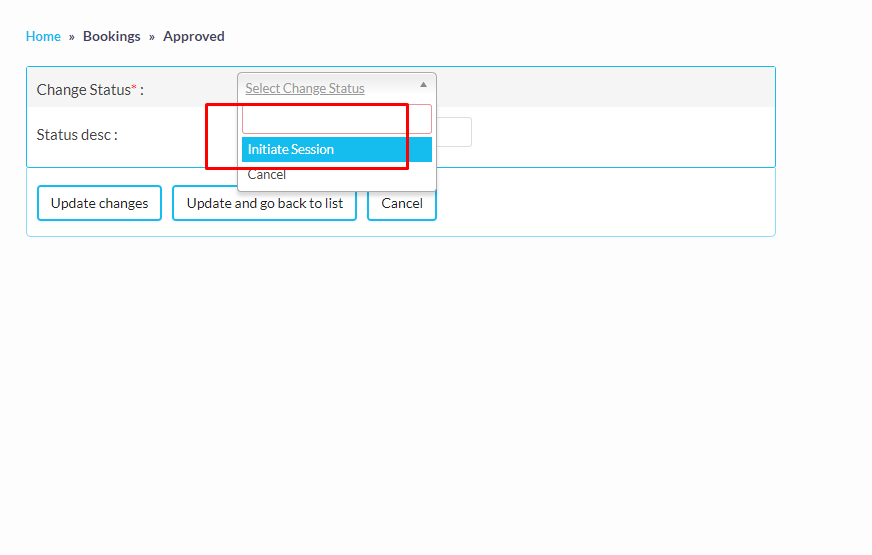 Home » Bookings » Approved
Change Status* :
Select Change Status
Initiate Session
Cancel
Status desc :
Update changes
Update and go back to list
Cancel